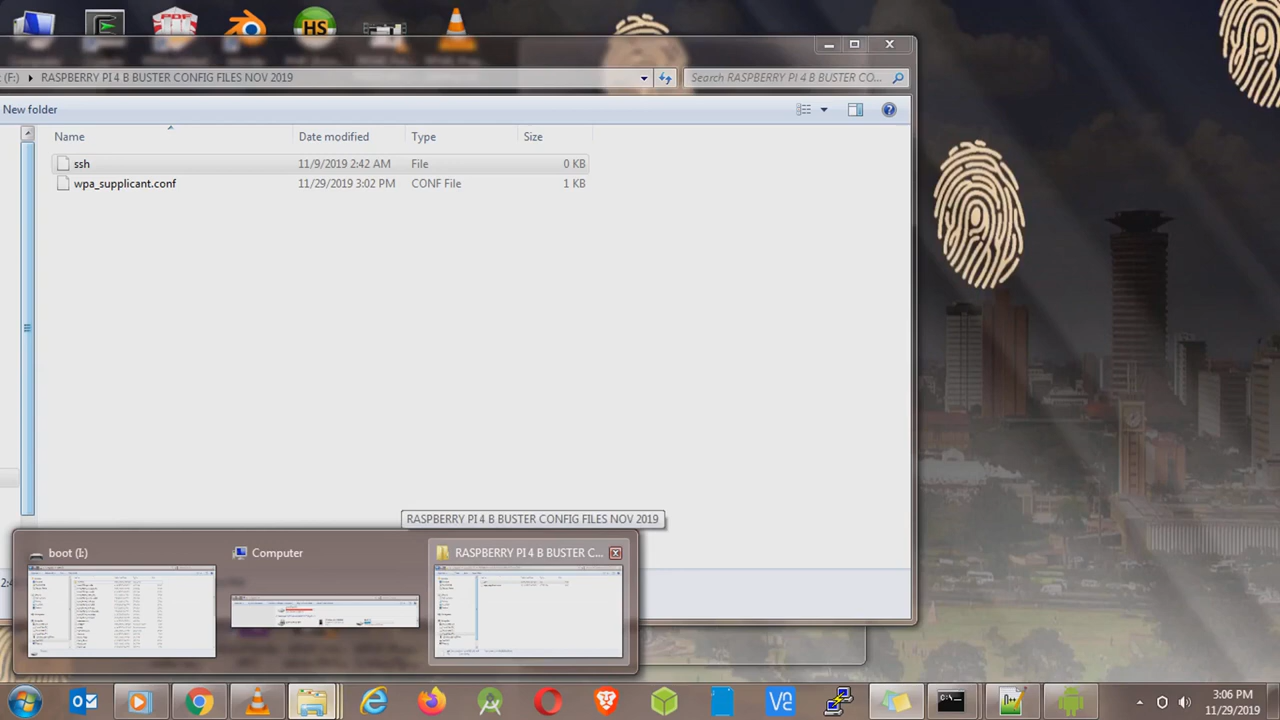 PDF
HS
(F:) ▸ RASPBERRY PI 4 B BUSTER CONFIG FILES NOV 2019
Search RASPBERRY PI 4 B BUSTER CO...
New folder
Name Date modified Type Size
ssh 11/9/2019 2:42 AM File 0 KB
wpa_supplicant.conf 11/29/2019 3:02 PM CONF File 1 KB
RASPBERRY PI 4 B BUSTER CONFIG FILES NOV 2019
boot (I:) Computer RASPBERRY PI 4 B BUSTER C...
3:06 PM
11/29/2019